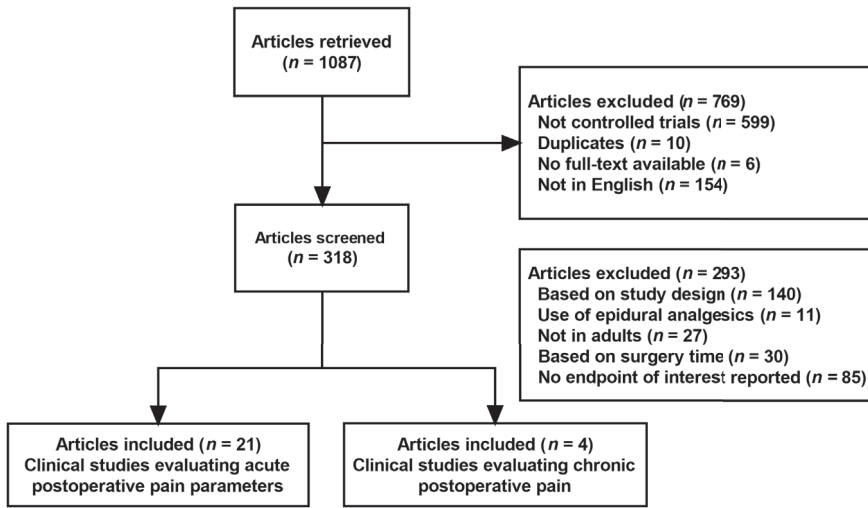 Articles retrieved
(n = 1087)
Articles excluded (n = 769)
Not controlled trials (n = 599)
Duplicates (n = 10)
No full-text available (n = 6)
Not in English (n = 154)
Articles screened
(n = 318)
Articles excluded (n = 293)
Based on study design (n = 140)
Use of epidural analgesics (n = 11)
Not in adults (n = 27)
Based on surgery time (n = 30)
No endpoint of interest reported (n = 85)
Articles included (n = 21)
Clinical studies evaluating acute
postoperative pain parameters
Articles included (n = 4)
Clinical studies evaluating chronic
postoperative pain